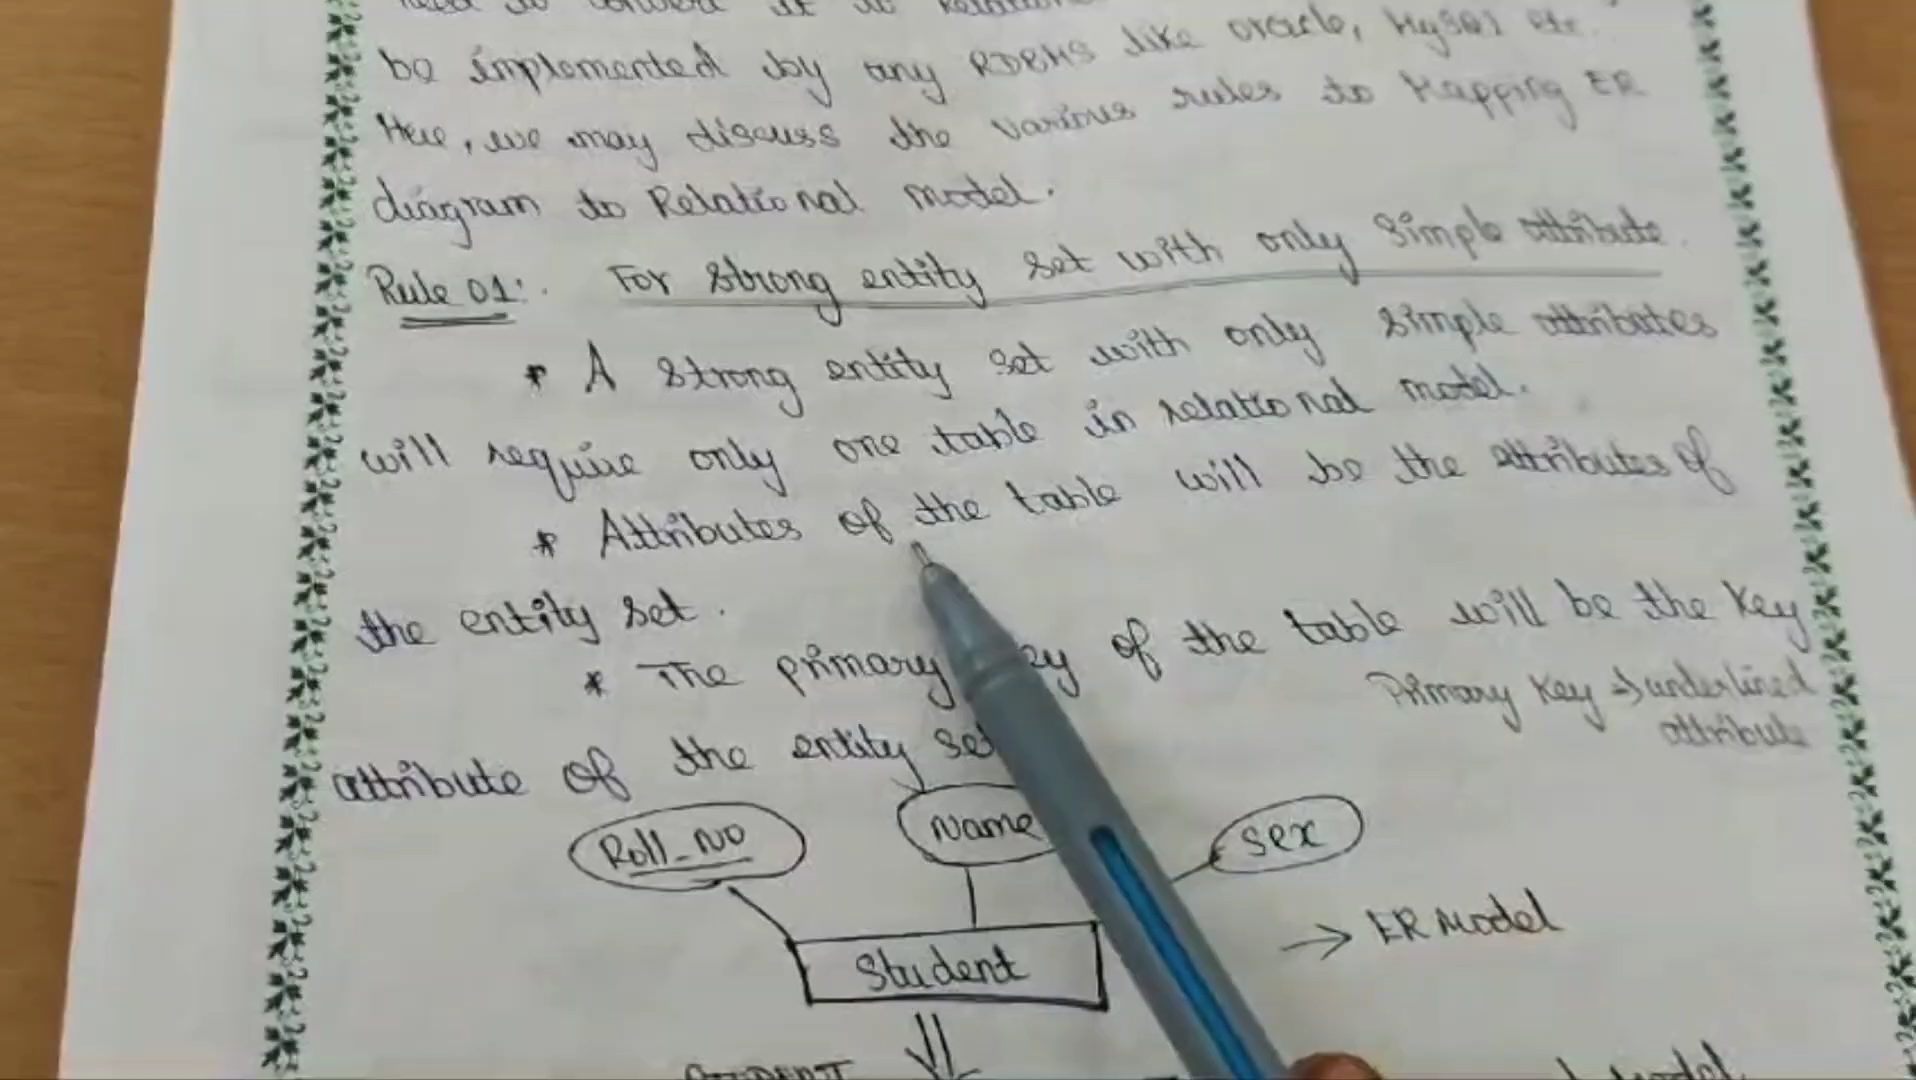 be implemented by any RDBMS like oracle, MySQL etc.
Here, we may discuss the various rules to Mapping ER
diagram to Relational model.
Rule 01:. For strong entity set with only simple attribute.
* A strong entity set with only simple attributes
will require only one table in relational model.
* Attributes of the table will be the attributes of
the entity set.
* The primary key of the table will be the key
Primary key → underlined
attribute
attribute of the entity set
Roll_No
Name
Sex
Student
→ ER Model
Model.